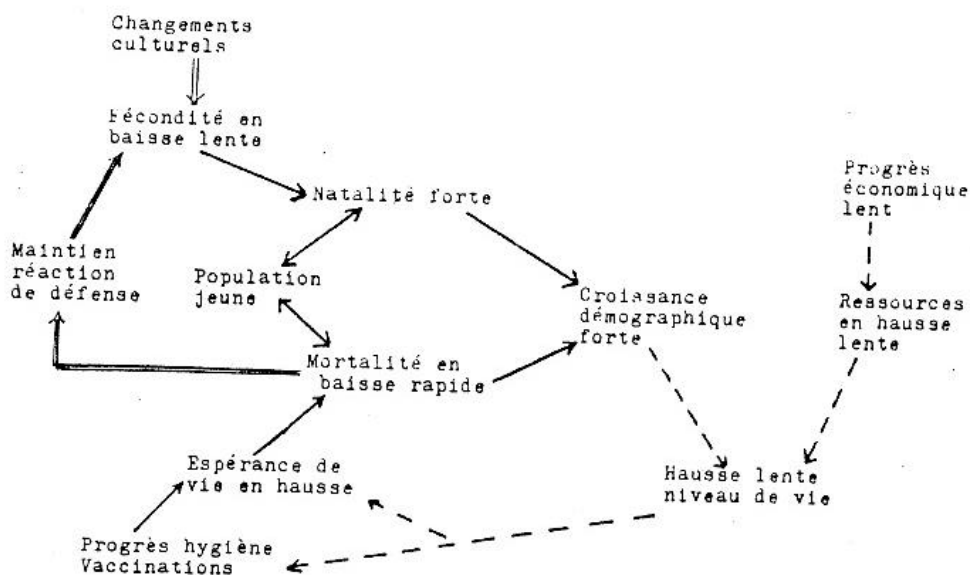 Changements
culturels
Fécondité en
baisse lente
Natalité forte
Progrès
économique
lent
Maintien
réaction
de défense
Population
jeune
Croissance
démographique
forte
Ressources
en hausse
lente
Mortalité en
baisse rapide
Espérance de
vie en hausse
Hausse lente
niveau de vie
Progrès hygiène
Vaccinations